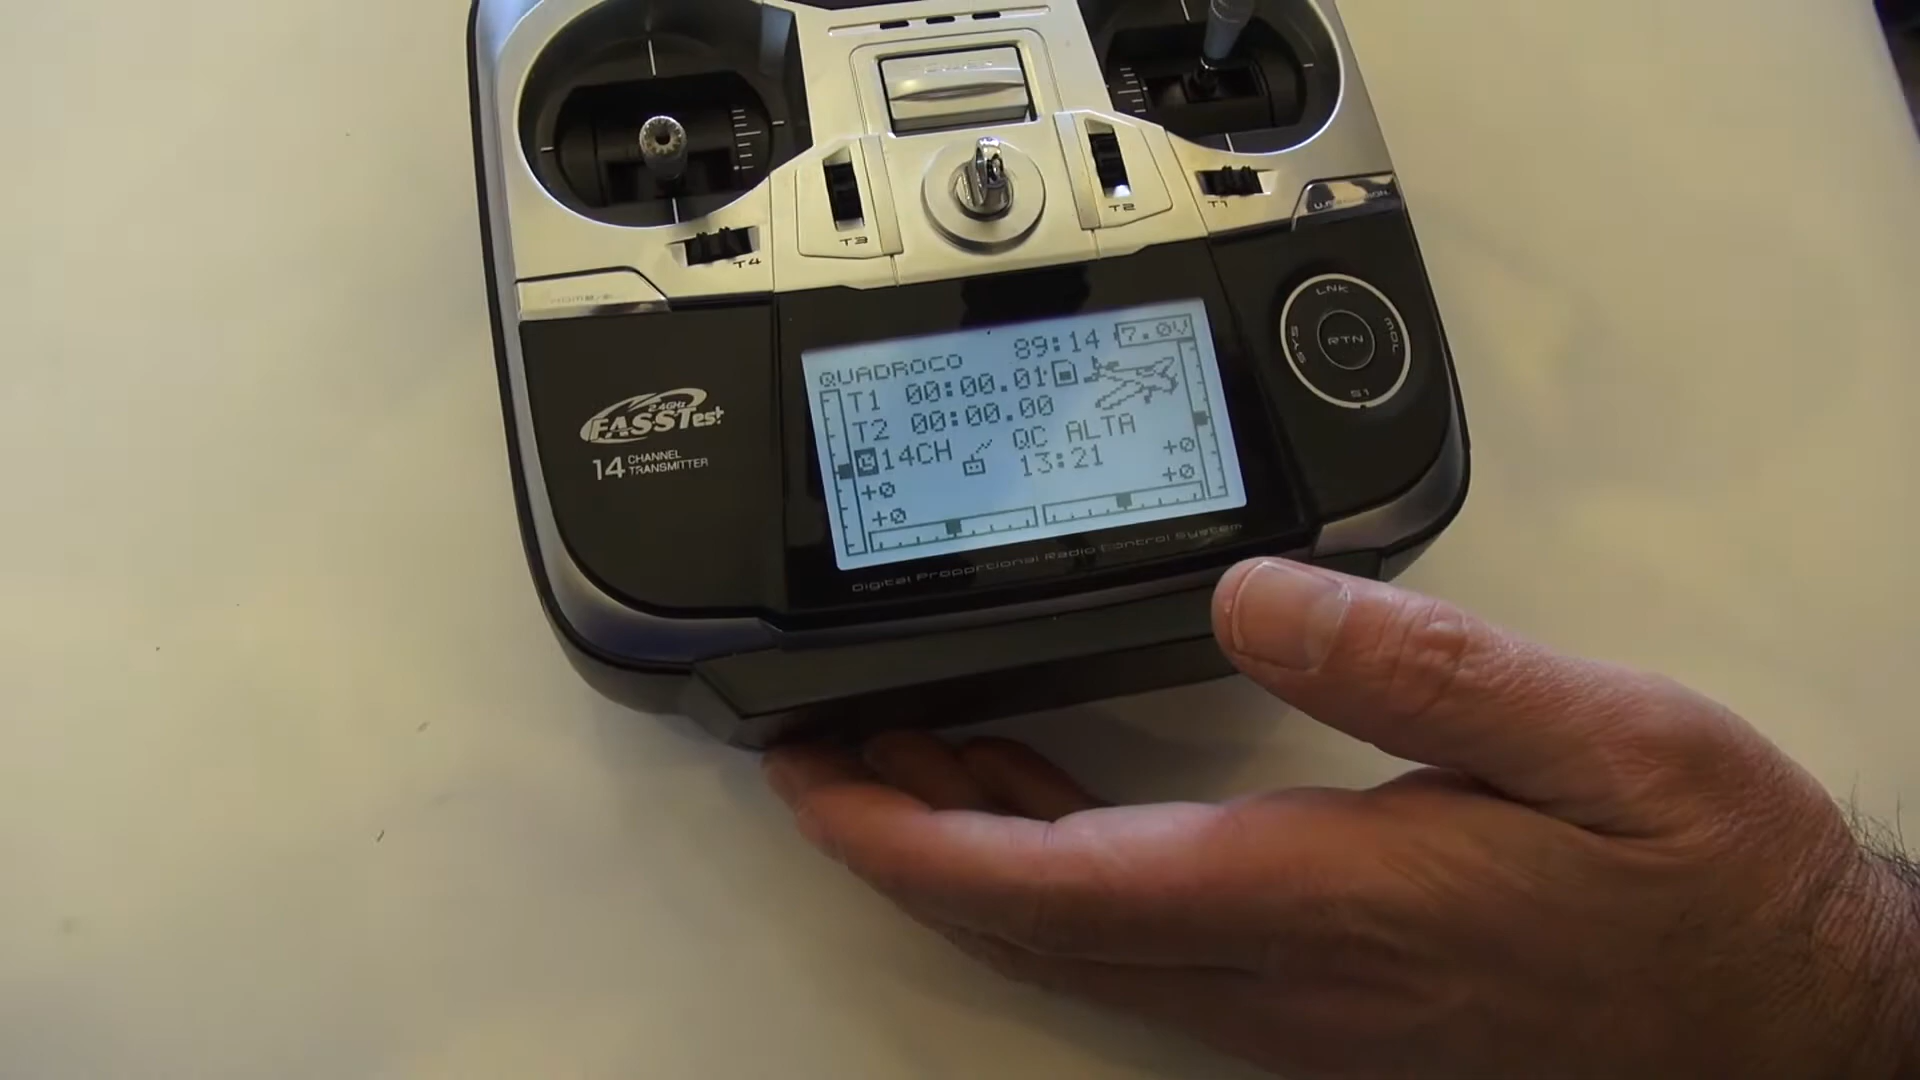 POWER
T3
T2
T1
T4
HOME/
LNK
MDL
SYS
RTN
S1
QUADROCO
89:14
7.0V
T1 00:00.01
T2 00:00.00
14CH
QC ALTA
13:21
+0
+0
+0
+0
2.4GHz
FASSTest
14 CHANNEL
TRANSMITTER
Digital Proportional Radio Control System